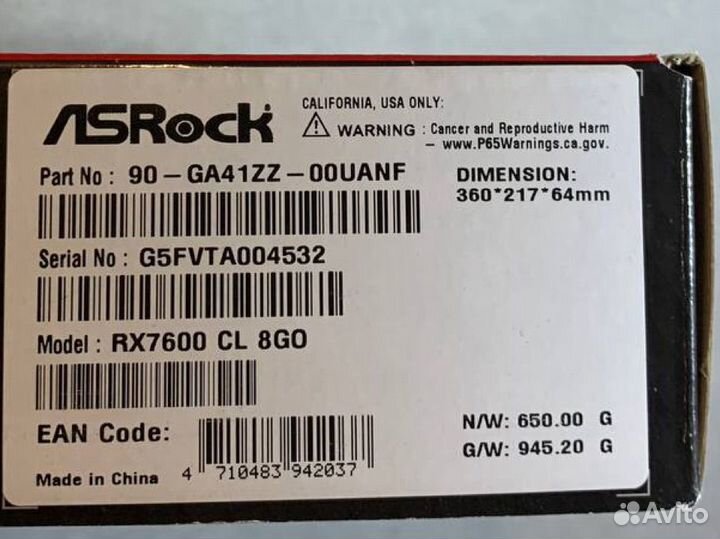 ASRock
CALIFORNIA, USA ONLY:
WARNING : Cancer and Reproductive Harm
– www.P65Warnings.ca.gov.
Part No : 90-GA41ZZ-00UANF
DIMENSION:
360*217*64mm
Serial No : G5FVTA004532
Model : RX7600 CL 8GO
EAN Code:
4 710483 942037
N/W: 650.00 G
G/W: 945.20 G
Made in China
Avito